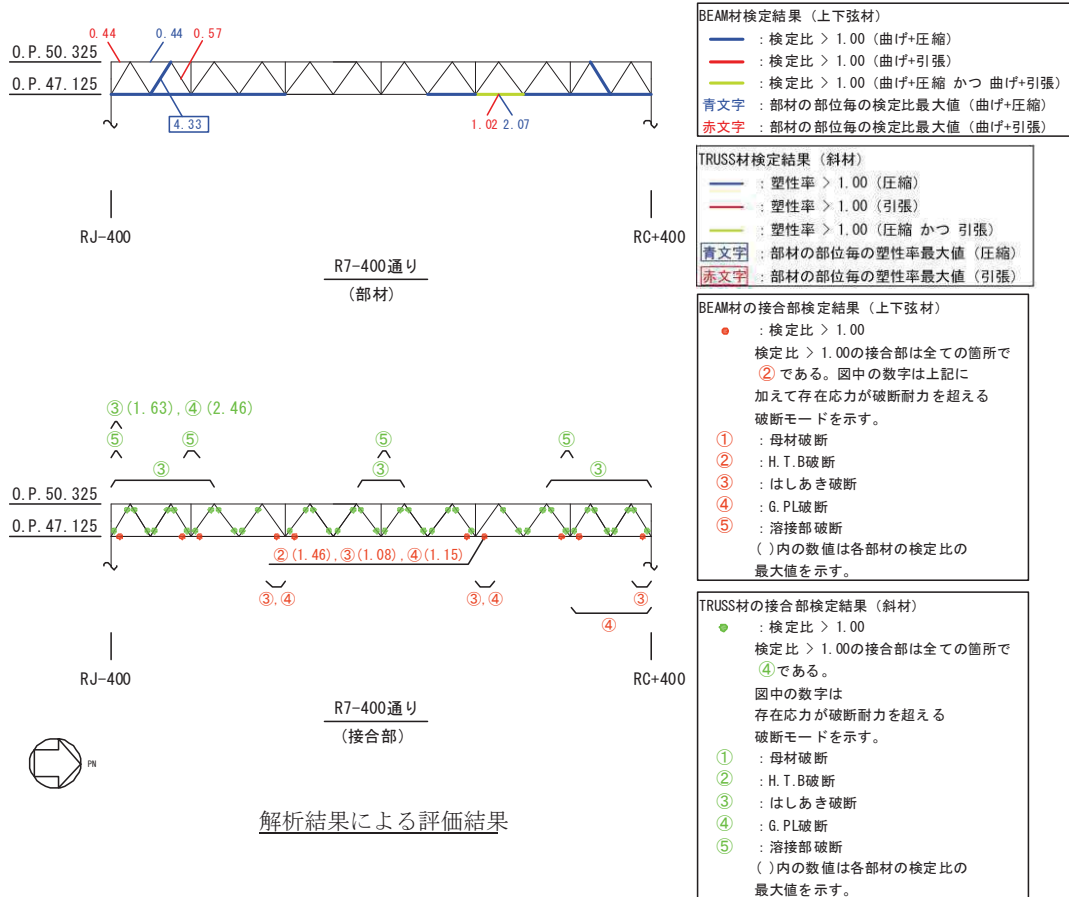 0.44
0.44
0.57
O.P.50.325
O.P.47.125
4.33
1.02
2.07
RJ-400
RC+400
R7-400通り
(部材)
BEAM材検定結果（上下弦材）
：検定比 > 1.00（曲げ+圧縮）
：検定比 > 1.00（曲げ+引張）
：検定比 > 1.00（曲げ+圧縮 かつ 曲げ+引張）
青文字 ：部材の部位毎の検定比最大値（曲げ+圧縮）
赤文字 ：部材の部位毎の検定比最大値（曲げ+引張）
TRUSS材検定結果（斜材）
：塑性率 > 1.00（圧縮）
：塑性率 > 1.00（引張）
：塑性率 > 1.00（圧縮 かつ 引張）
青文字 ：部材の部位毎の塑性率最大値（圧縮）
赤文字 ：部材の部位毎の塑性率最大値（引張）
③(1.63),④(2.46)
⑤
⑤
⑤
⑤
③
③
③
O.P.50.325
O.P.47.125
②(1.46),③(1.08),④(1.15)
③,④
③,④
③
④
RJ-400
RC+400
R7-400通り
(接合部)
PN
解析結果による評価結果
BEAM材の接合部検定結果（上下弦材）
：検定比 > 1.00
検定比 > 1.00の接合部は全ての箇所で
②である。図中の数字は上記に
加えて存在応力が破断耐力を超える
破断モードを示す。
① ：母材破断
② ：H.T.B破断
③ ：はしあき破断
④ ：G.PL破断
⑤ ：溶接部破断
( )内の数値は各部材の検定比の
最大値を示す。
TRUSS材の接合部検定結果（斜材）
：検定比 > 1.00
検定比 > 1.00の接合部は全ての箇所で
④である。
図中の数字は
存在応力が破断耐力を超える
破断モードを示す。
① ：母材破断
② ：H.T.B破断
③ ：はしあき破断
④ ：G.PL破断
⑤ ：溶接部破断
( )内の数値は各部材の検定比の
最大値を示す。